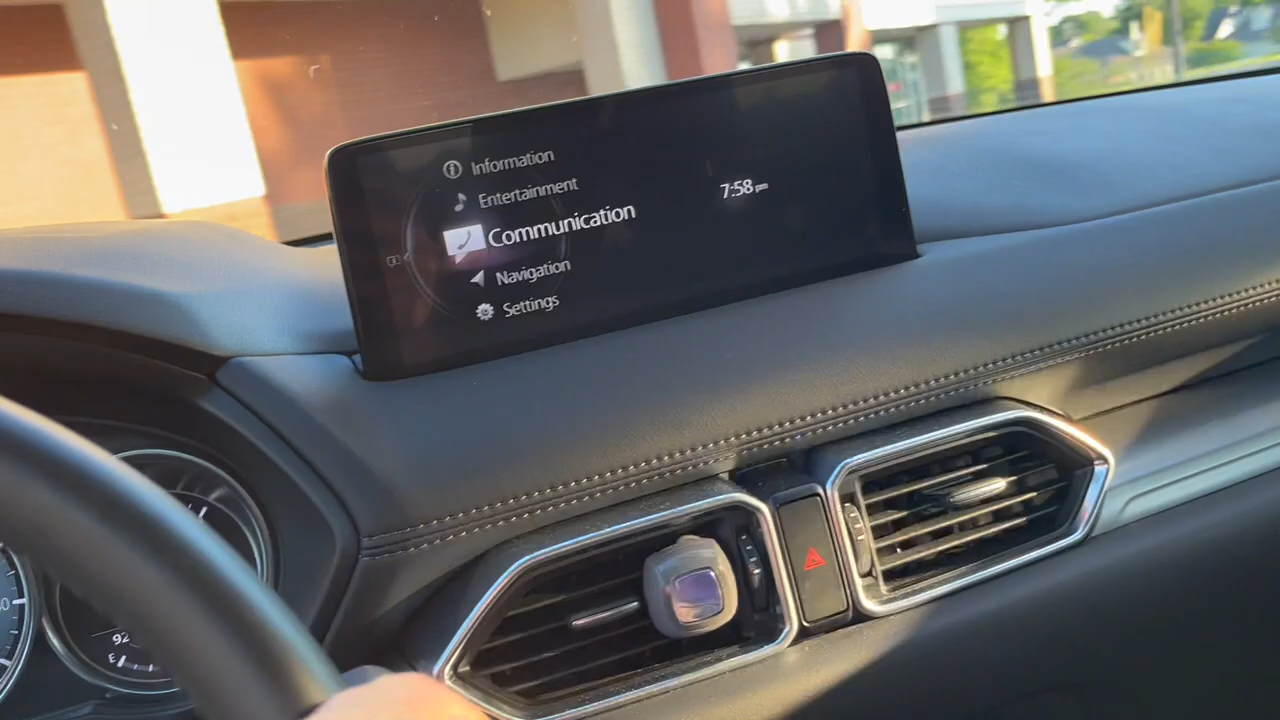 Information
Entertainment
Communication
Navigation
Settings
7:58 pm
E